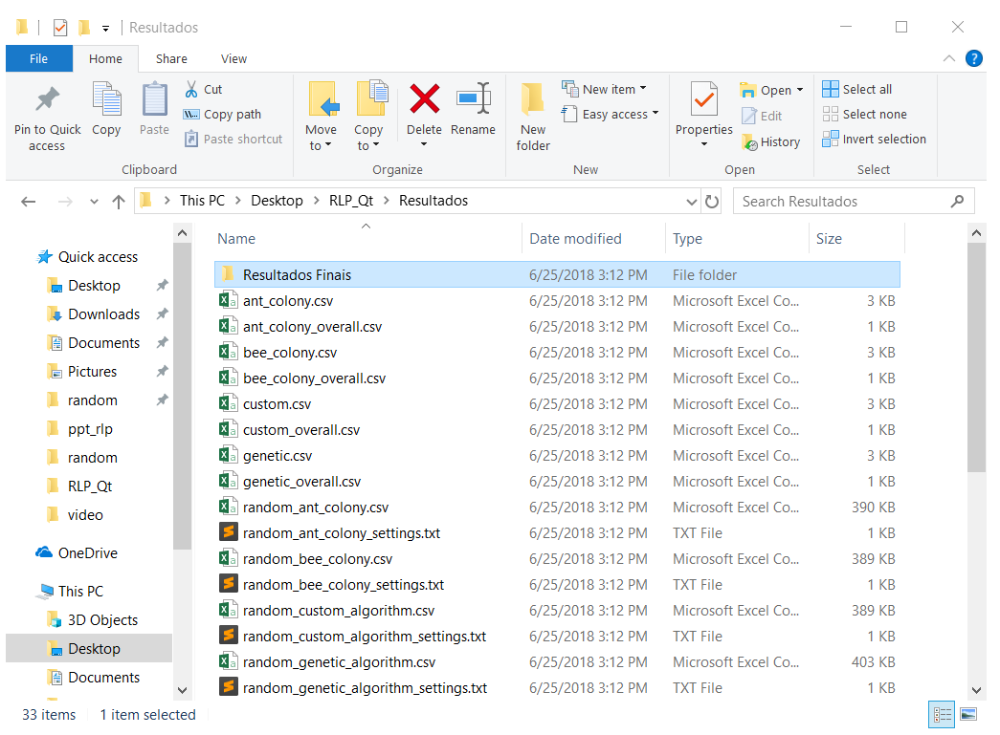 Resultados
File Home Share View
Pin to Quick access
Copy
Paste
Cut
Copy path
Paste shortcut
Clipboard
Move to
Copy to
Delete
Rename
Organize
New folder
New item
Easy access
New
Properties
Open
Edit
History
Open
Select all
Select none
Invert selection
Select
This PC Desktop RLP_Qt Resultados
Search Resultados
Quick access
Desktop
Downloads
Documents
Pictures
random
ppt_rlp
random
RLP_Qt
video
OneDrive
This PC
3D Objects
Desktop
Documents
Name Date modified Type Size
Resultados Finais 6/25/2018 3:12 PM File folder
ant_colony.csv 6/25/2018 3:12 PM Microsoft Excel Co... 3 KB
ant_colony_overall.csv 6/25/2018 3:12 PM Microsoft Excel Co... 1 KB
bee_colony.csv 6/25/2018 3:12 PM Microsoft Excel Co... 3 KB
bee_colony_overall.csv 6/25/2018 3:12 PM Microsoft Excel Co... 1 KB
custom.csv 6/25/2018 3:12 PM Microsoft Excel Co... 3 KB
custom_overall.csv 6/25/2018 3:12 PM Microsoft Excel Co... 1 KB
genetic.csv 6/25/2018 3:12 PM Microsoft Excel Co... 3 KB
genetic_overall.csv 6/25/2018 3:12 PM Microsoft Excel Co... 1 KB
random_ant_colony.csv 6/25/2018 3:12 PM Microsoft Excel Co... 390 KB
random_ant_colony_settings.txt 6/25/2018 3:12 PM TXT File 1 KB
random_bee_colony.csv 6/25/2018 3:12 PM Microsoft Excel Co... 389 KB
random_bee_colony_settings.txt 6/25/2018 3:12 PM TXT File 1 KB
random_custom_algorithm.csv 6/25/2018 3:12 PM Microsoft Excel Co... 389 KB
random_custom_algorithm_settings.txt 6/25/2018 3:12 PM TXT File 1 KB
random_genetic_algorithm.csv 6/25/2018 3:12 PM Microsoft Excel Co... 403 KB
random_genetic_algorithm_settings.txt 6/25/2018 3:12 PM TXT File 1 KB
33 items 1 item selected